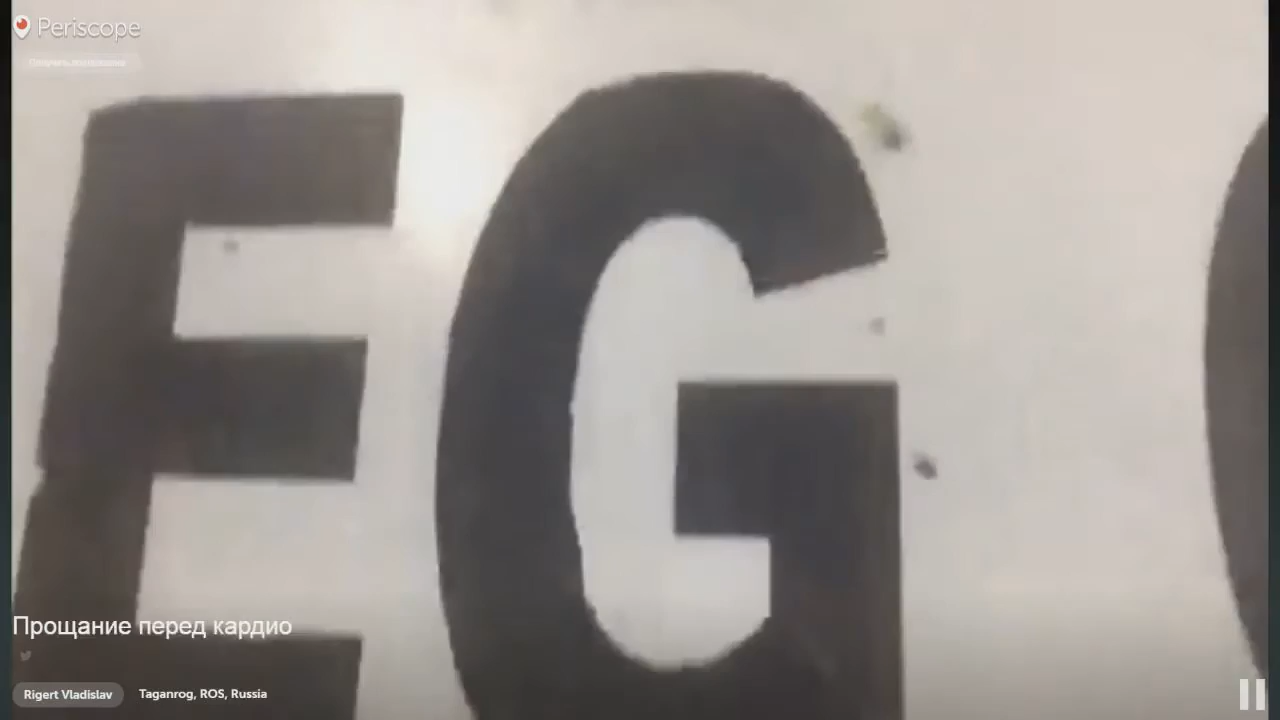 Periscope
EG
Прощание перед кардио
Rigert Vladislav
Taganrog, ROS, Russia